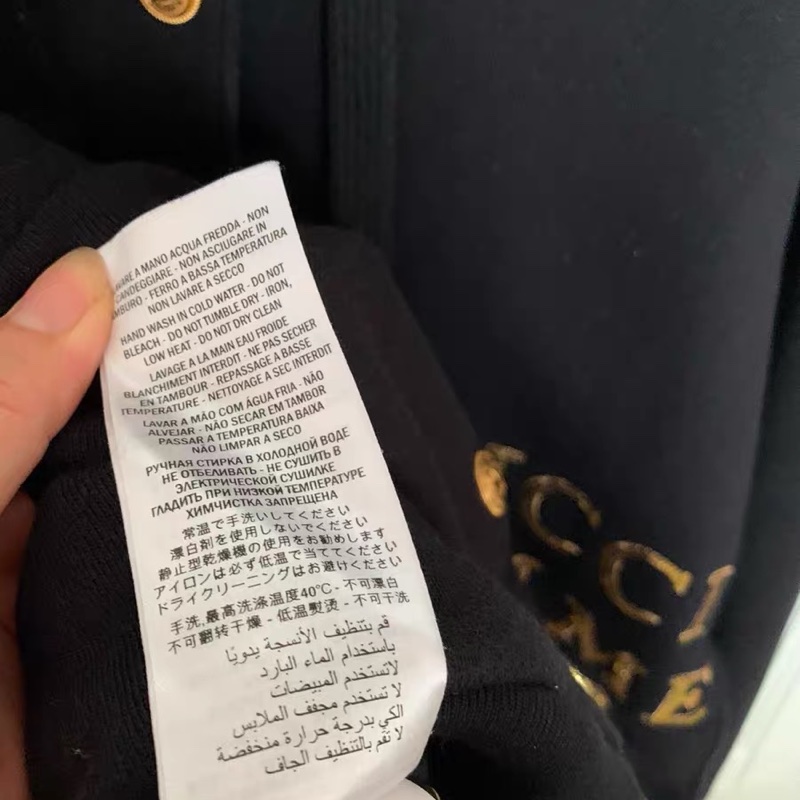 LAVARE A MANO ACQUA FREDDA - NON
CANDEGGIARE - NON ASCIUGARE IN
TAMBURO - FERRO A BASSA TEMPERATURA
NON LAVARE A SECCO
HAND WASH IN COLD WATER - DO NOT
BLEACH - DO NOT TUMBLE DRY - IRON,
LOW HEAT - DO NOT DRY CLEAN
LAVAGE A LA MAIN EAU FROIDE
BLANCHIMENT INTERDIT - NE PAS SECHER
EN TAMBOUR - REPASSAGE A BASSE
TEMPERATURE - NETTOYAGE A SEC INTERDIT
LAVAR A MÃO COM ÁGUA FRIA - NÃO
ALVEJAR - NÃO SECAR EM TAMBOR
PASSAR A TEMPERATURA BAIXA
NÃO LIMPAR A SECO
РУЧНАЯ СТИРКА В ХОЛОДНОЙ ВОДЕ
НЕ ОТБЕЛИВАТЬ - НЕ СУШИТЬ В
ЭЛЕКТРИЧЕСКОЙ СУШИЛКЕ
ГЛАДИТЬ ПРИ НИЗКОЙ ТЕМПЕРАТУРЕ
ХИМЧИСТКА ЗАПРЕЩЕНА
常温で手洗いしてください
漂白剤を使用しないでください
静止型乾燥機の使用をお勧めします
アイロンは必ず低温で当ててください
ドライクリーニングはお避けください
手洗,最高洗涤温度40°C - 不可漂白
不可翻转干燥 - 低温熨烫 - 不可干洗
قم بتنظيف الأنسجة يدويًا
باستخدام الماء البارد
لاتستخدم المبيضات
لا تستخدم مجفف الملابس
الكي بدرجة حرارة منخفضة
لا تقم بالتنظيف الجاف
UCCI
ME